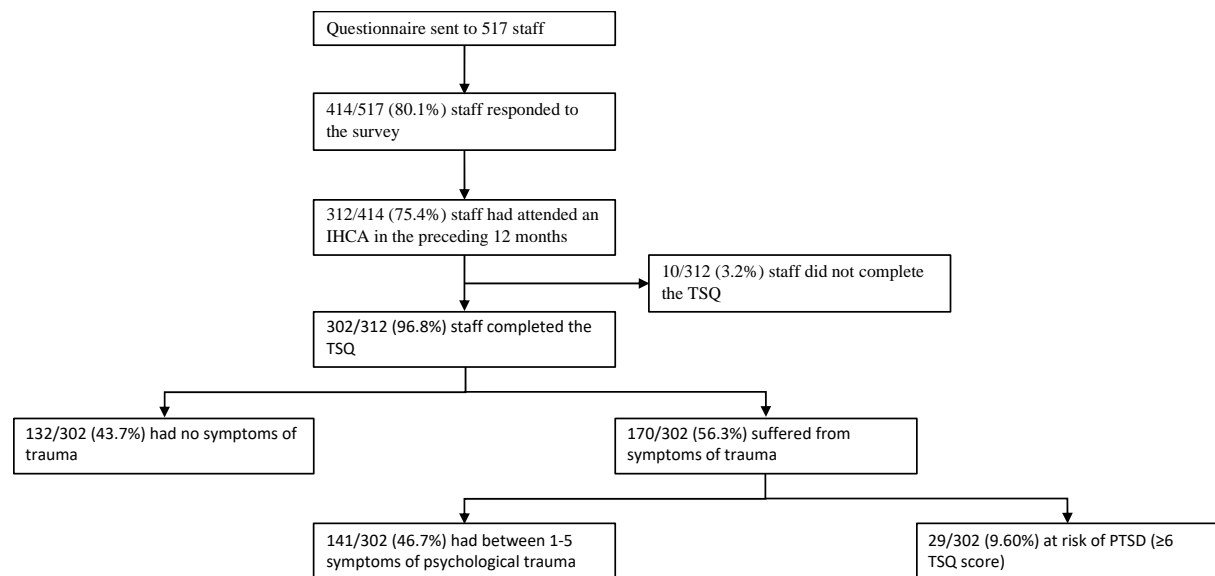 Questionnaire sent to 517 staff
414/517 (80.1%) staff responded to
the survey
312/414 (75.4%) staff had attended an
IHCA in the preceding 12 months
10/312 (3.2%) staff did not complete
the TSQ
302/312 (96.8%) staff completed the
TSQ
132/302 (43.7%) had no symptoms of
trauma
170/302 (56.3%) suffered from
symptoms of trauma
141/302 (46.7%) had between 1-5
symptoms of psychological trauma
29/302 (9.60%) at risk of PTSD (≥6
TSQ score)